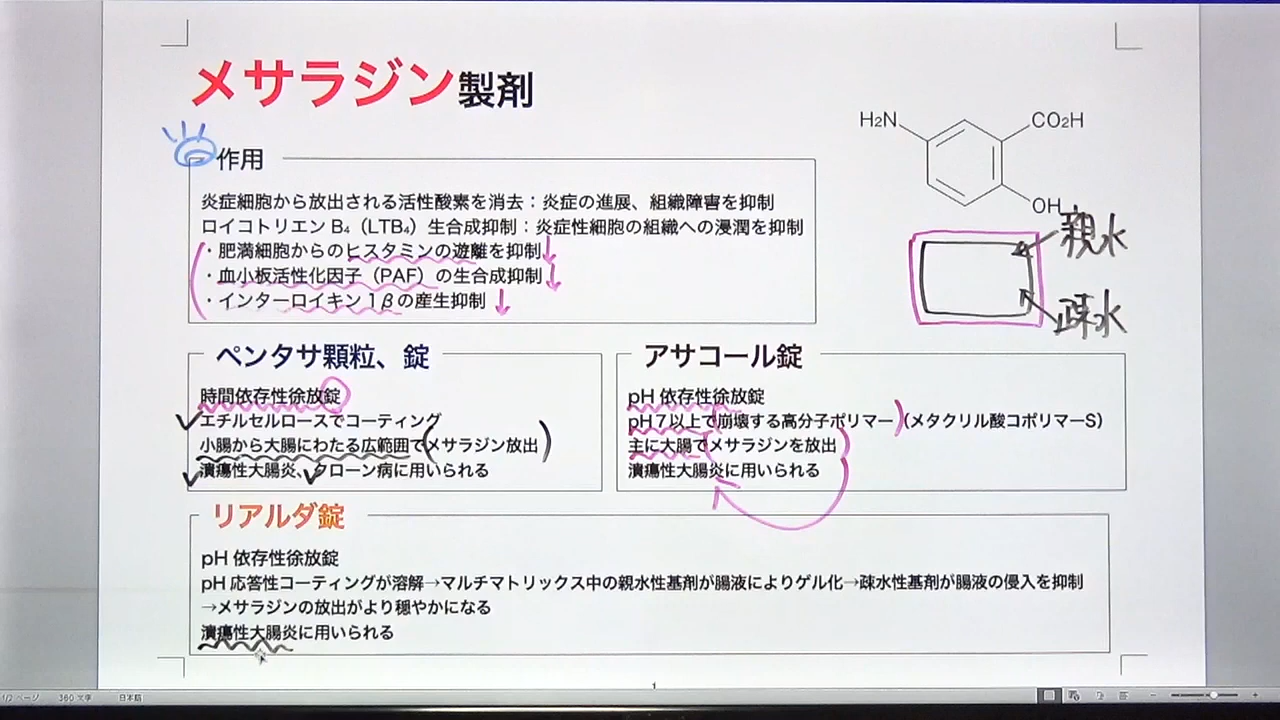 メサラジン製剤
H2N
CO2H
OH
作用
炎症細胞から放出される活性酸素を消去：炎症の進展、組織障害を抑制
ロイコトリエン B₄（LTB₄）生合成抑制：炎症性細胞の組織への浸潤を抑制
・肥満細胞からのヒスタミンの遊離を抑制↓
・血小板活性化因子（PAF）の生合成抑制↓
・インターロイキン１βの産生抑制↓
親水
疎水
ペンタサ顆粒、錠
時間依存性徐放錠
エチルセルロースでコーティング
小腸から大腸にわたる広範囲で(メサラジン放出)
潰瘍性大腸炎、クローン病に用いられる
アサコール錠
pH 依存性徐放錠
pH７以上で崩壊する高分子ポリマー（メタクリル酸コポリマーS）
主に大腸でメサラジンを放出
潰瘍性大腸炎に用いられる
リアルダ錠
pH 依存性徐放錠
pH 応答性コーティングが溶解→マルチマトリックス中の親水性基剤が腸液によりゲル化→疎水性基剤が腸液の侵入を抑制
→メサラジンの放出がより穏やかになる
潰瘍性大腸炎に用いられる
1
1/2 ページ 360 文字 日本語